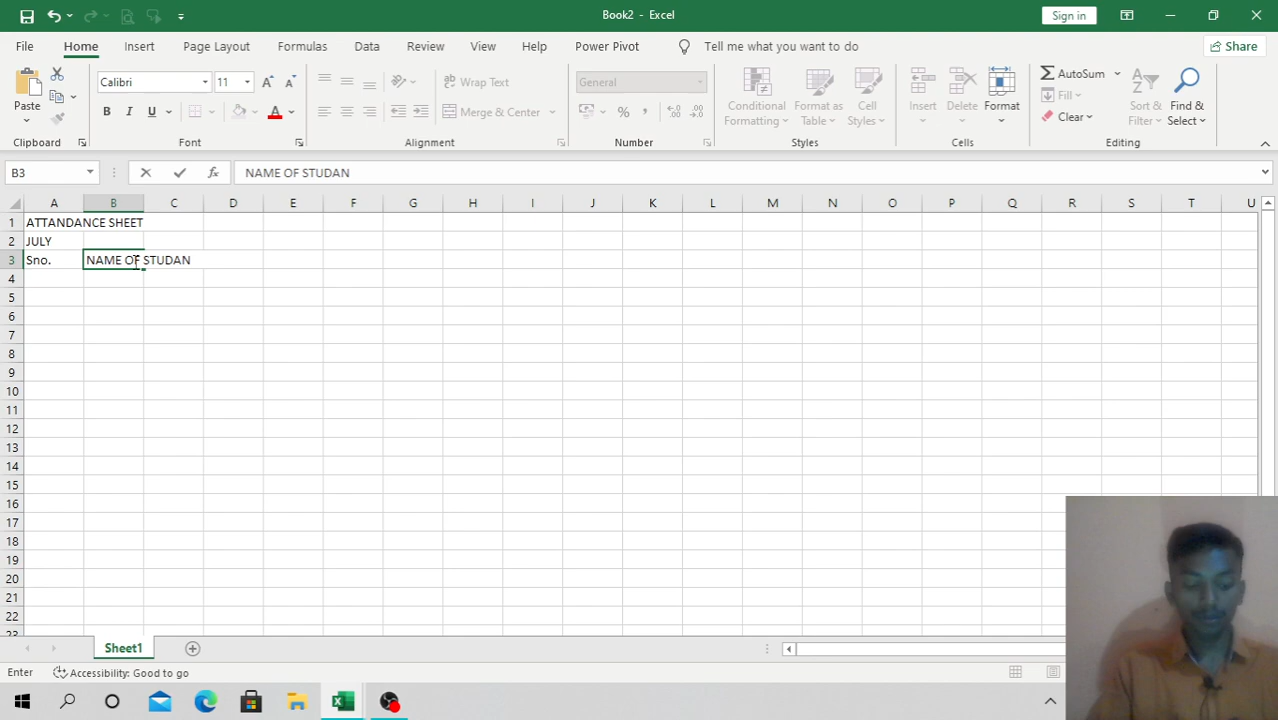 Book2 - Excel
Sign in
File Home Insert Page Layout Formulas Data Review View Help Power Pivot Tell me what you want to do Share
Paste
Clipboard
Calibri 11
B I U
Font
Wrap Text
Merge & Center
Alignment
General
%
Number
Conditional Formatting
Format as Table
Cell Styles
Styles
Insert
Delete
Format
Cells
AutoSum
Fill
Clear
Sort & Filter
Find & Select
Editing
B3 fx NAME OF STUDAN
A B C D E F G H I J K L M N O P Q R S T U
1 ATTANDANCE SHEET
2 JULY
3 Sno. NAME OF STUDAN
4
5
6
7
8
9
10
11
12
13
14
15
16
17
18
19
20
21
22
23
Sheet1
Enter Accessibility: Good to go